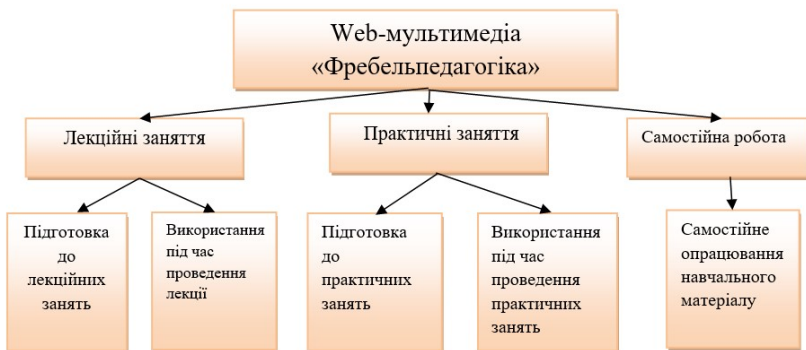 Web-мультимедіа
«Фребельпедагогіка»
Лекційні заняття
Практичні заняття
Самостійна робота
Підготовка
до
лекційних
занять
Використання
під час
проведення
лекції
Підготовка
до
практичних
занять
Використання
під час
проведення
практичних
занять
Самостійне
опрацювання
навчального
матеріалу